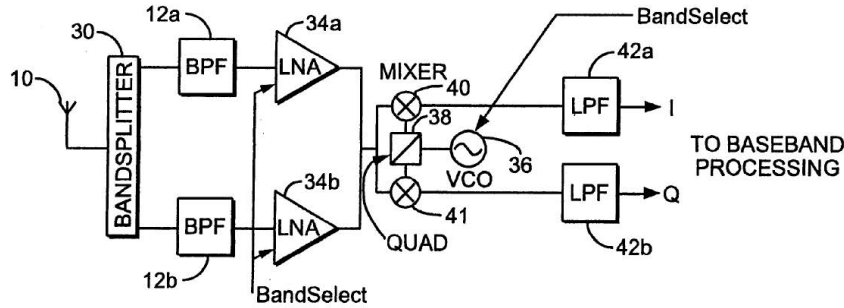 12a
34a
BandSelect
30
BPF
LNA
42a
10
MIXER
40
38
LPF
I
BANDSPLITTER
TO BASEBAND
PROCESSING
36
34b
VCO
BPF
LNA
41
LPF
Q
QUAD
12b
42b
BandSelect